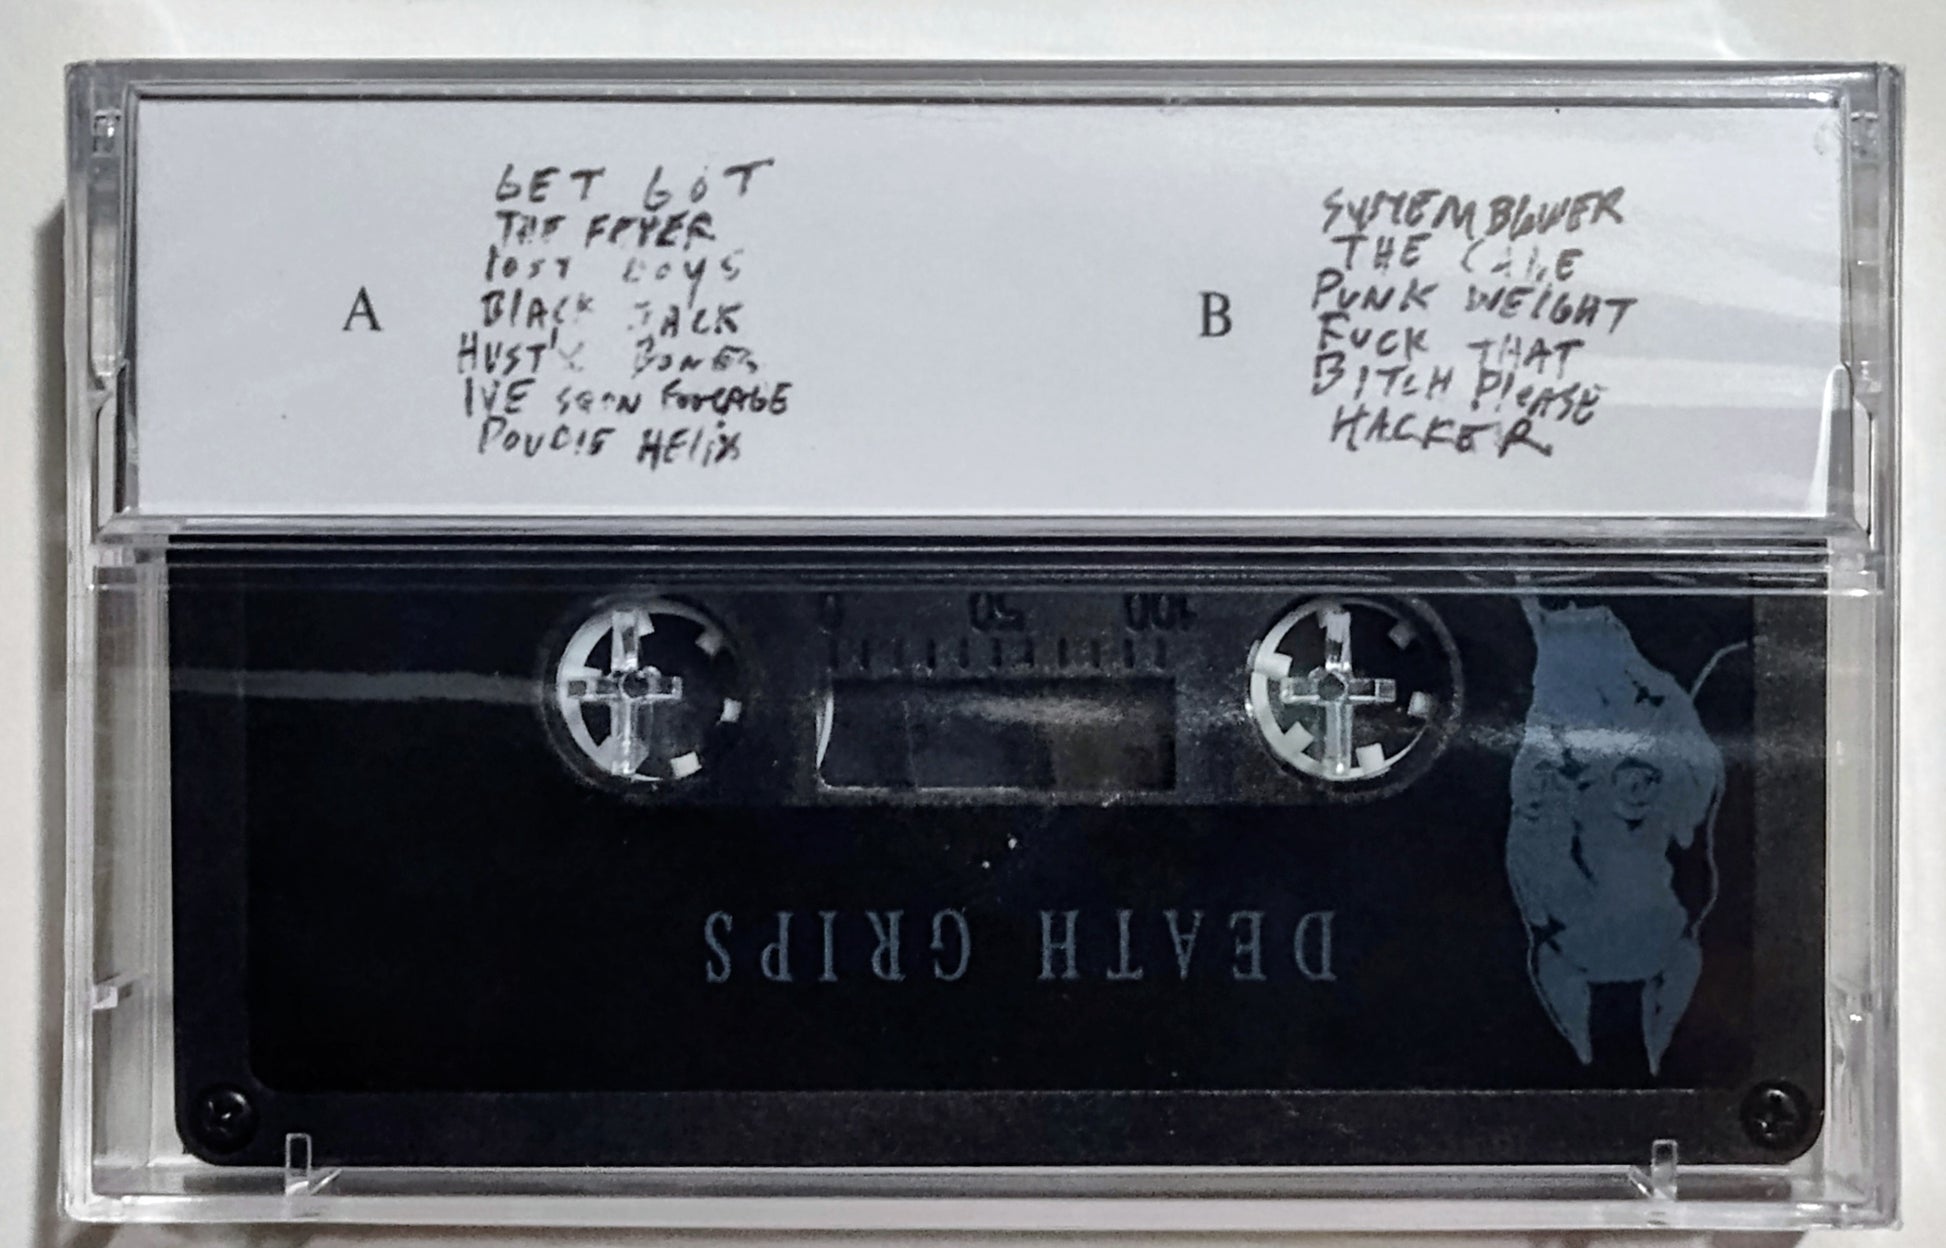 A
GET GOT
THE FEVER
lost boys
BlACK JACK
HUSTlE BONES
IVE SEEN FOOTAGE
DOUBlE HEliX
B
SYSTEM BLOWER
THE CAGE
PUNK WEIGHT
FUCK THAT
BITCH PlEASE
HACKER
0 50 100
DEATH GRIPS